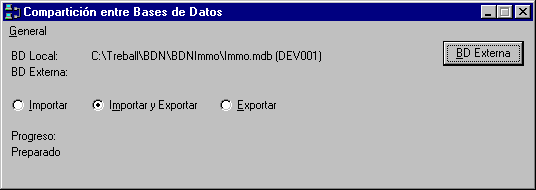 Compartición entre Bases de Datos
General
BD Local: C:\Treball\BDN\BDNImmo\Immo.mdb (DEV001)
BD Externa
BD Externa:
Importar Importar y Exportar Exportar
Progreso:
Preparado